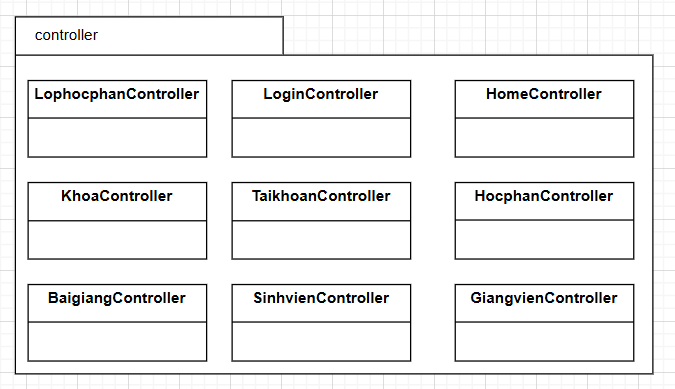 controller
LophocphanController
LoginController
HomeController
KhoaController
TaikhoanController
HocphanController
BaigiangController
SinhvienController
GiangvienController